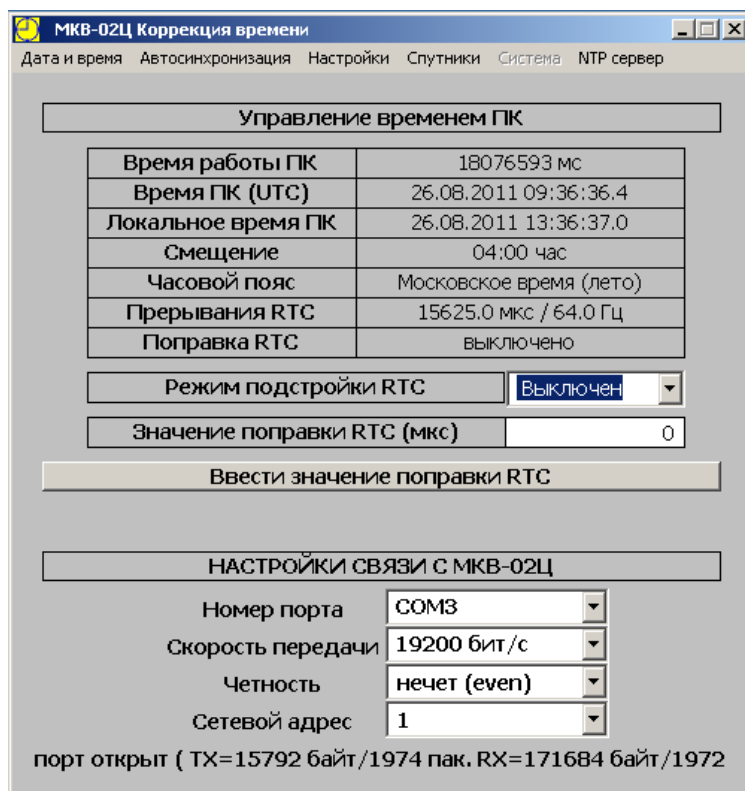 МКВ-02Ц Коррекция времени
Дата и время Автосинхронизация Настройки Спутники Система NTP сервер
Управление временем ПК
Время работы ПК 18076593 мс
Время ПК (UTC) 26.08.2011 09:36:36.4
Локальное время ПК 26.08.2011 13:36:37.0
Смещение 04:00 час
Часовой пояс Московское время (лето)
Прерывания RTC 15625.0 мкс / 64.0 Гц
Поправка RTC выключено
Режим подстройки RTC Выключен
Значение поправки RTC (мкс) 0
Ввести значение поправки RTC
НАСТРОЙКИ СВЯЗИ С МКВ-02Ц
Номер порта COM3
Скорость передачи 19200 бит/с
Четность нечет (even)
Сетевой адрес 1
порт открыт ( TX=15792 байт/1974 пак. RX=171684 байт/1972